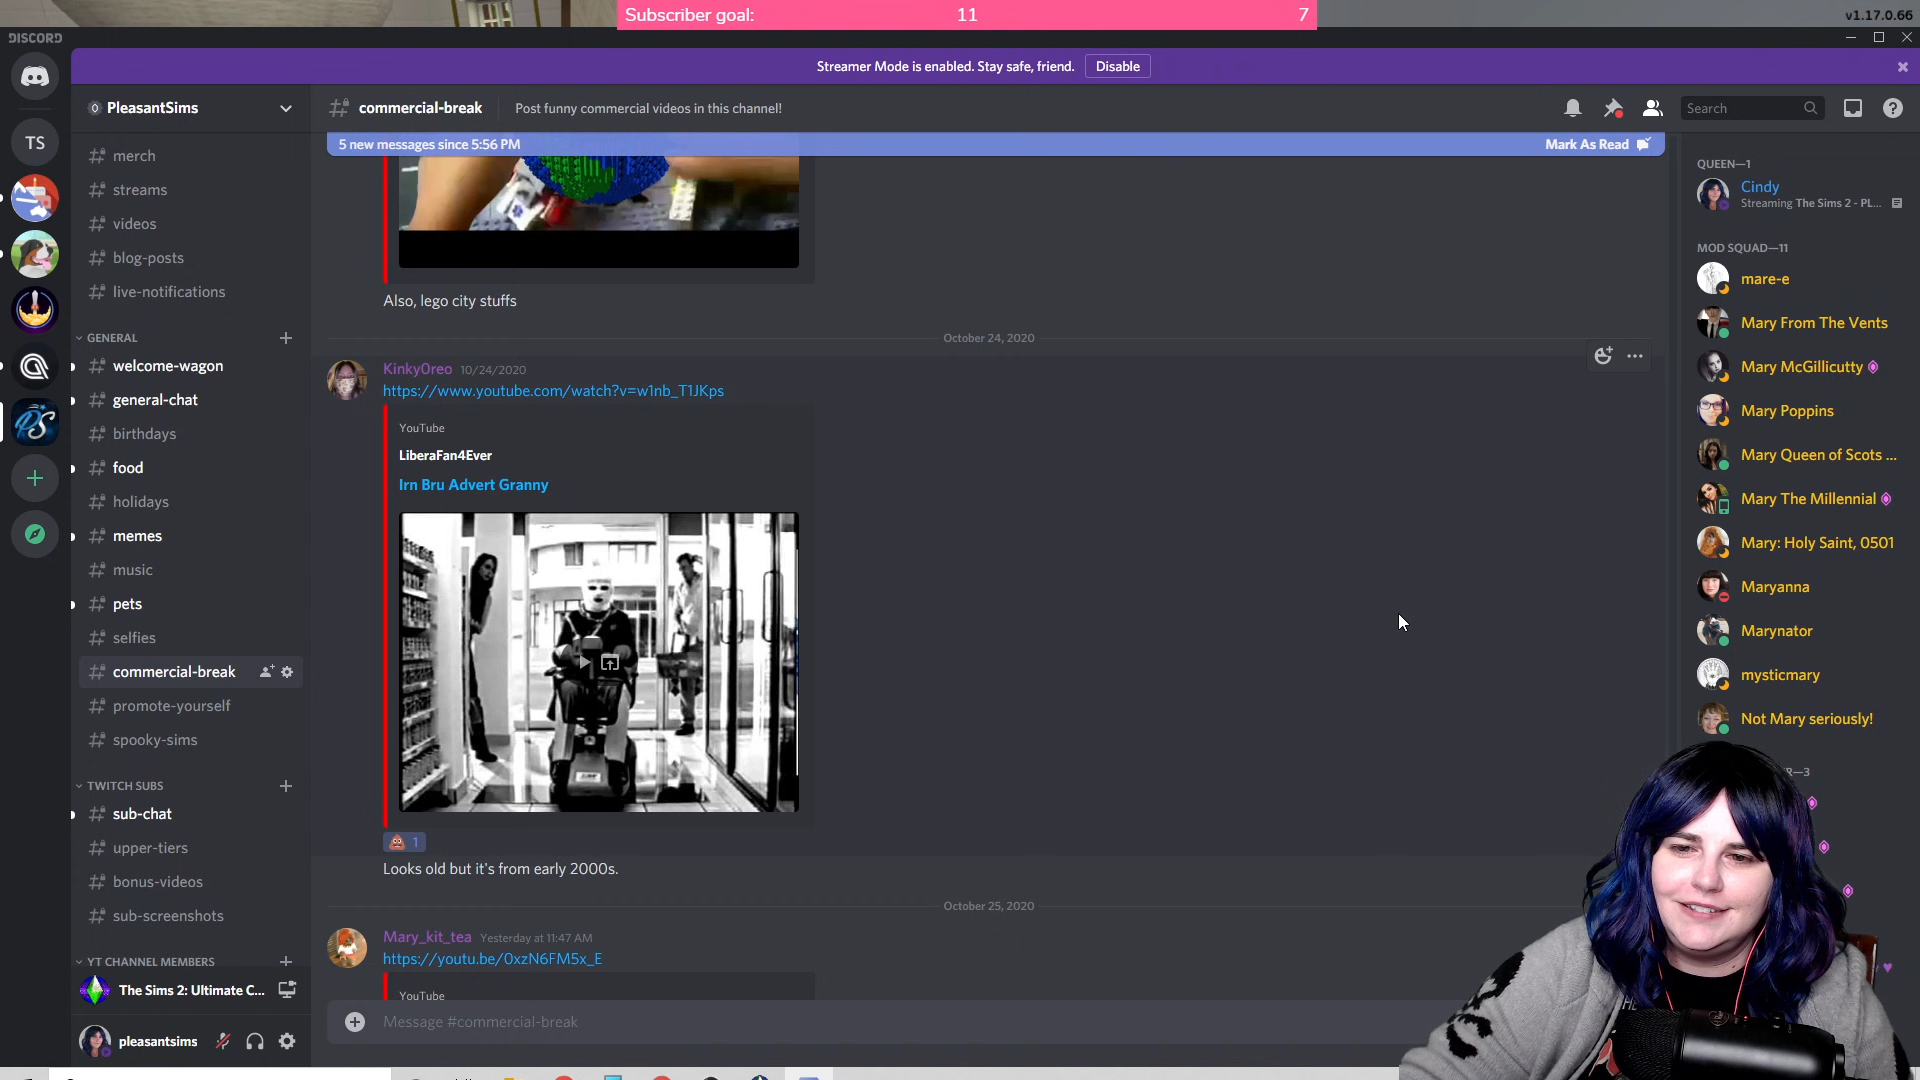 Subscriber goal: 11 7
v1.17.0.66
DISCORD
Streamer Mode is enabled. Stay safe, friend. Disable
PleasantSims
commercial-break Post funny commercial videos in this channel!
Search
5 new messages since 5:56 PM Mark As Read
TS
merch
streams
videos
blog-posts
live-notifications
GENERAL
welcome-wagon
general-chat
birthdays
food
holidays
memes
music
pets
selfies
commercial-break
promote-yourself
spooky-sims
TWITCH SUBS
sub-chat
upper-tiers
bonus-videos
sub-screenshots
YT CHANNEL MEMBERS
The Sims 2: Ultimate C...
pleasantsims
Also, lego city stuffs
October 24, 2020
KinkyOreo 10/24/2020
https://www.youtube.com/watch?v=w1nb_T1JKps
YouTube
LiberaFan4Ever
Irn Bru Advert Granny
1
Looks old but it's from early 2000s.
October 25, 2020
Mary_kit_tea Yesterday at 11:47 AM
https://youtu.be/0xzN6FM5x_E
YouTube
Message #commercial-break
QUEEN—1
Cindy
Streaming The Sims 2 - PL...
MOD SQUAD—11
mare-e
Mary From The Vents
Mary McGillicutty
Mary Poppins
Mary Queen of Scots ...
Mary The Millennial
Mary: Holy Saint, 0501
Maryanna
Marynator
mysticmary
Not Mary seriously!